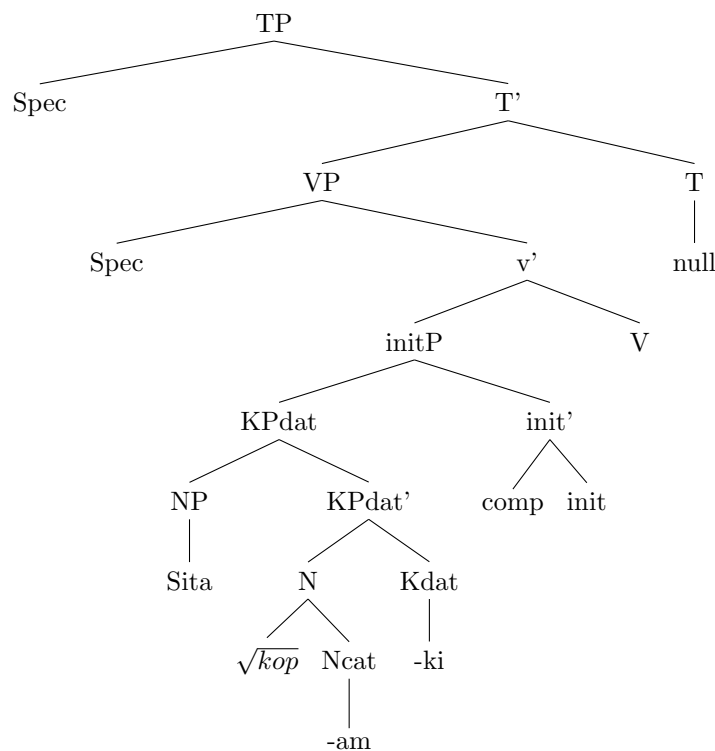 TP
Spec T'
VP T
Spec v' null
initP V
KPdat init'
NP KPdat' comp init
Sita N Kdat
√kop Ncat -ki
-am